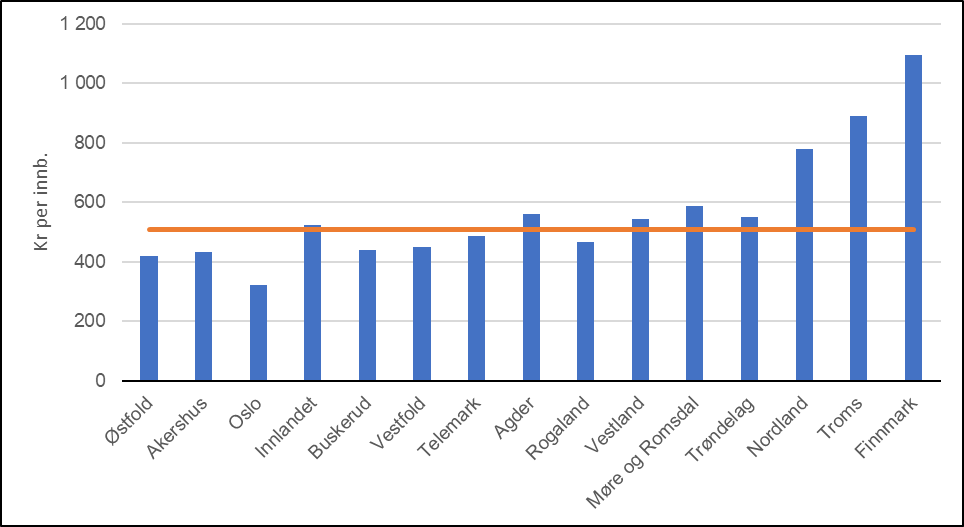 1 200
1 000
800
600
400
200
0
Kr per innb.
Østfold
Akershus
Oslo
Innlandet
Buskerud
Vestfold
Telemark
Agder
Rogaland
Vestland
Møre og Romsdal
Trøndelag
Nordland
Troms
Finnmark